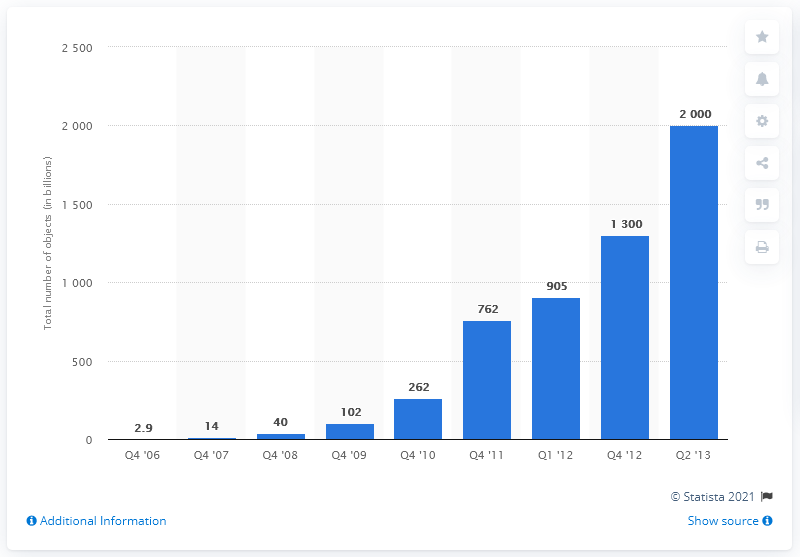 2 500
2 000
1 500
1 000
500
0
Total number of objects (in billions)
2.9
14
40
102
262
762
905
1 300
2 000
Q4 '06
Q4 '07
Q4 '08
Q4 '09
Q4 '10
Q4 '11
Q1 '12
Q4 '12
Q2 '13
© Statista 2021
Additional Information
Show source